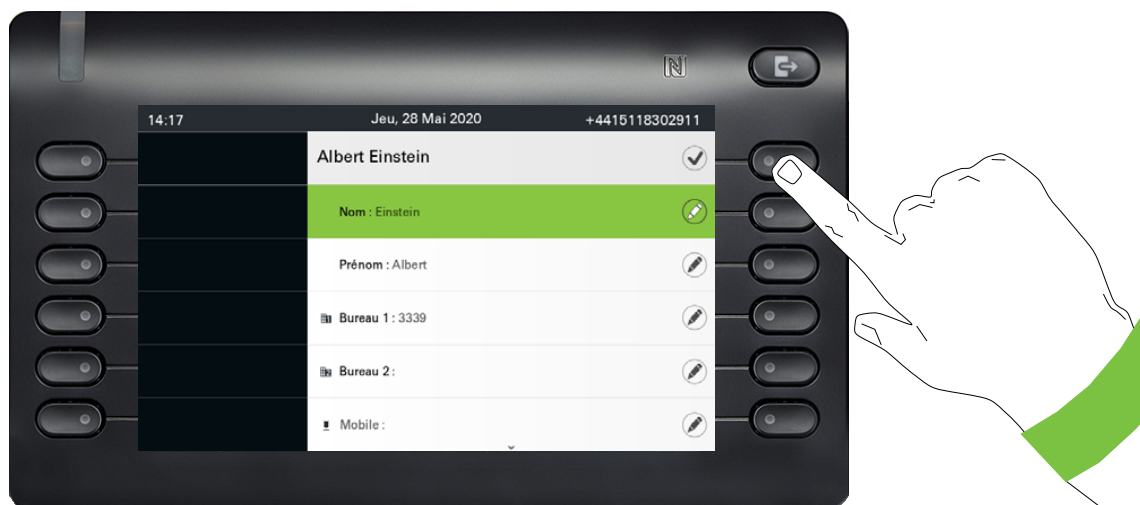 14:17 Jeu, 28 Mai 2020 +4415118302911
Albert Einstein
Nom : Einstein
Prénom : Albert
Bureau 1 : 3339
Bureau 2 :
Mobile :